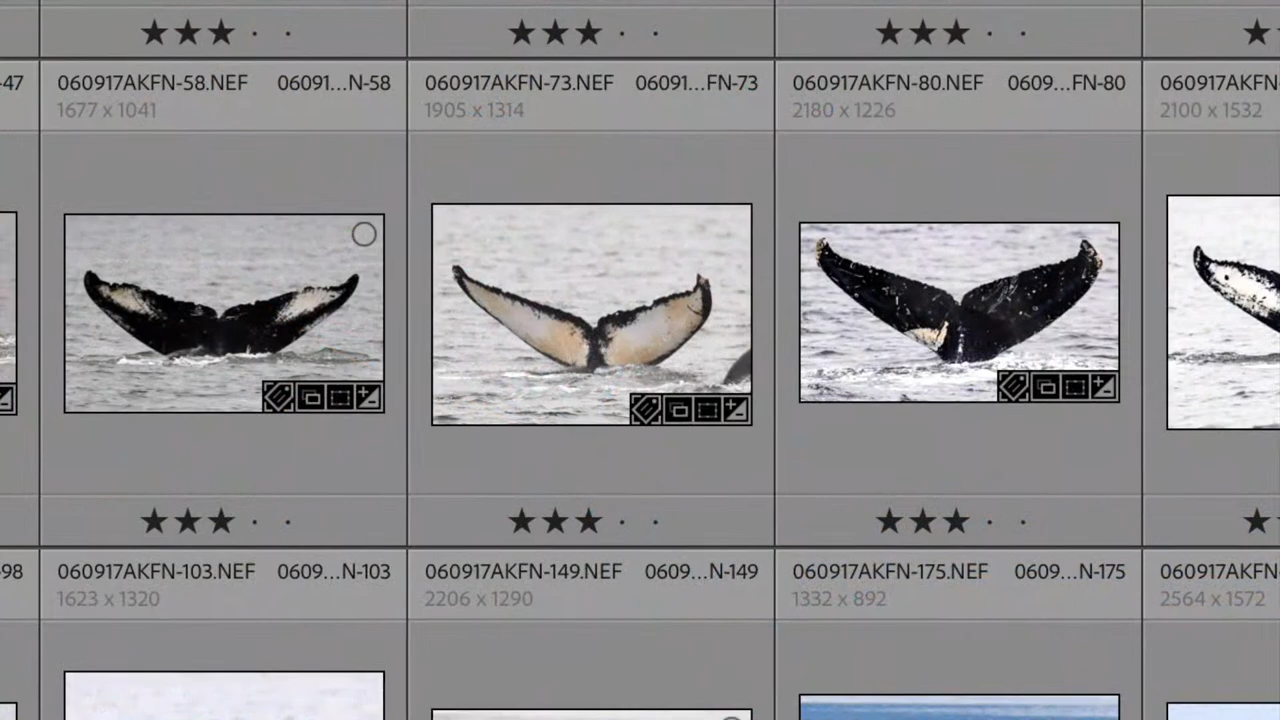 -47 060917AKFN-58.NEF 06091...N-58 060917AKFN-73.NEF 06091...FN-73 060917AKFN-80.NEF 0609...FN-80 060917AKFN-
1677 x 1041 1905 x 1314 2180 x 1226 2100 x 1532
-98 060917AKFN-103.NEF 0609...N-103 060917AKFN-149.NEF 0609...N-149 060917AKFN-175.NEF 0609...N-175 060917AKFN-
1623 x 1320 2206 x 1290 1332 x 892 2564 x 1572